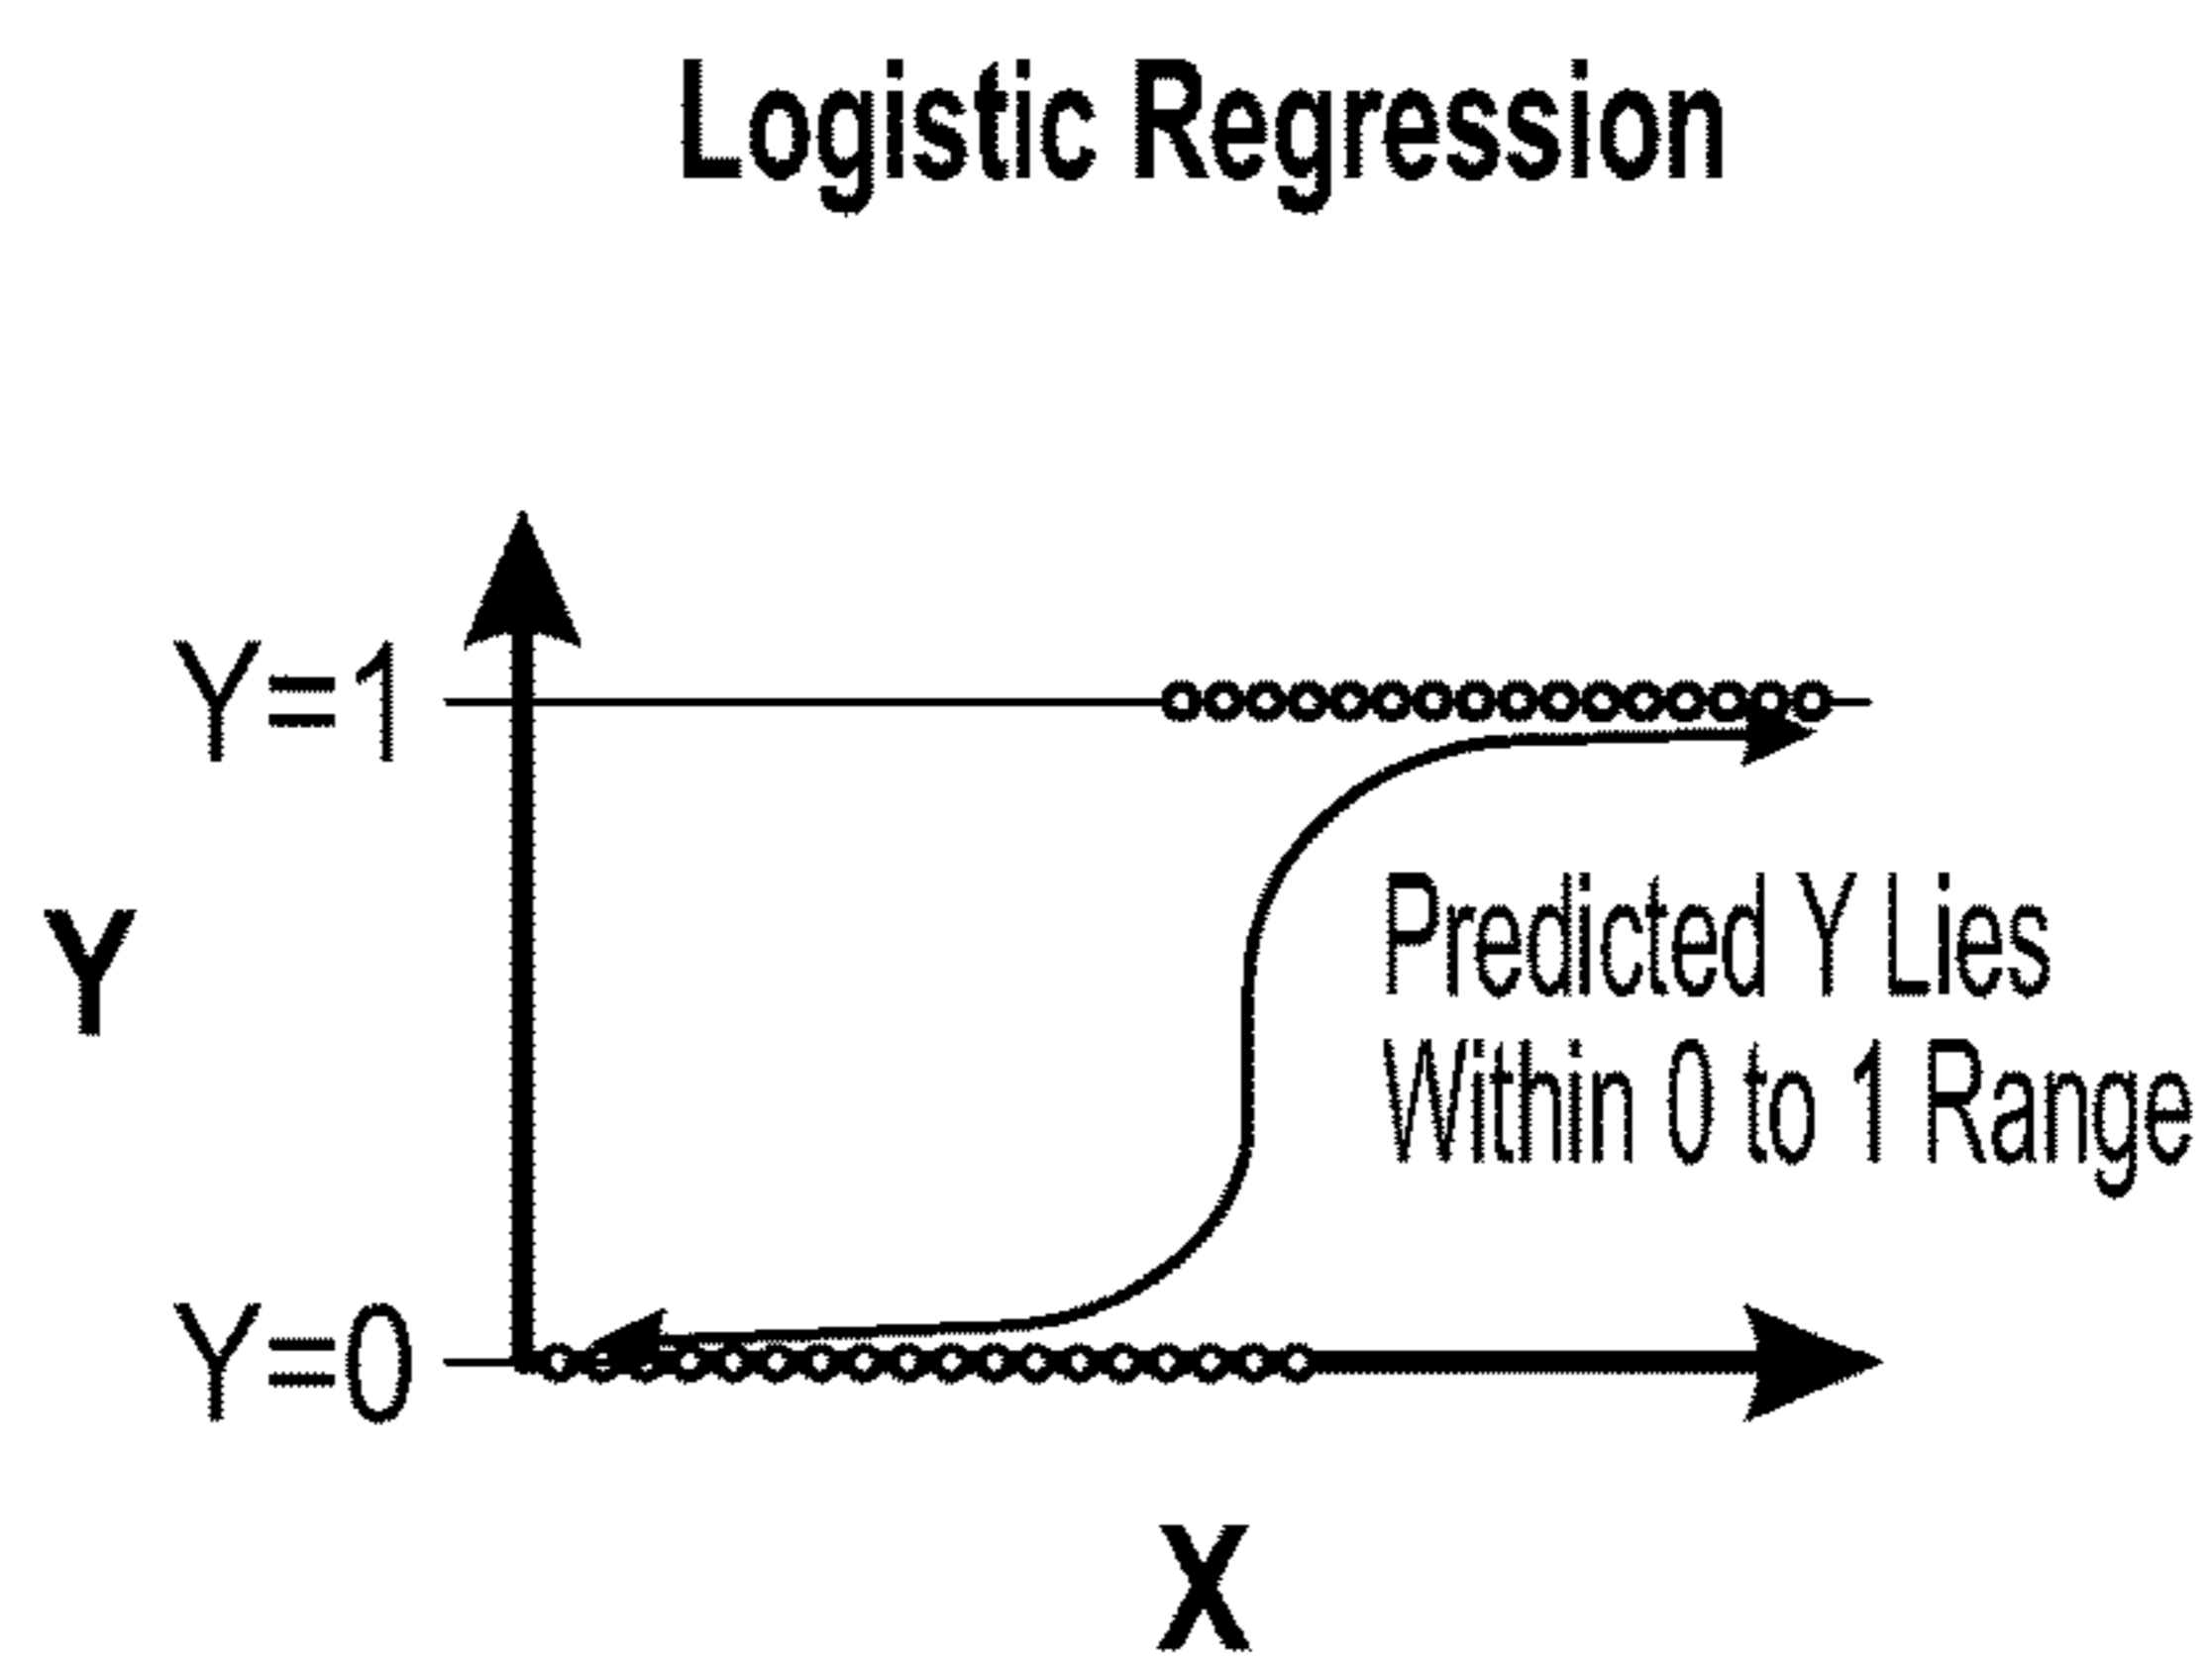 Logistic Regression
Y=1
Y
Predicted Y Lies
Within 0 to 1 Range
Y=0
X